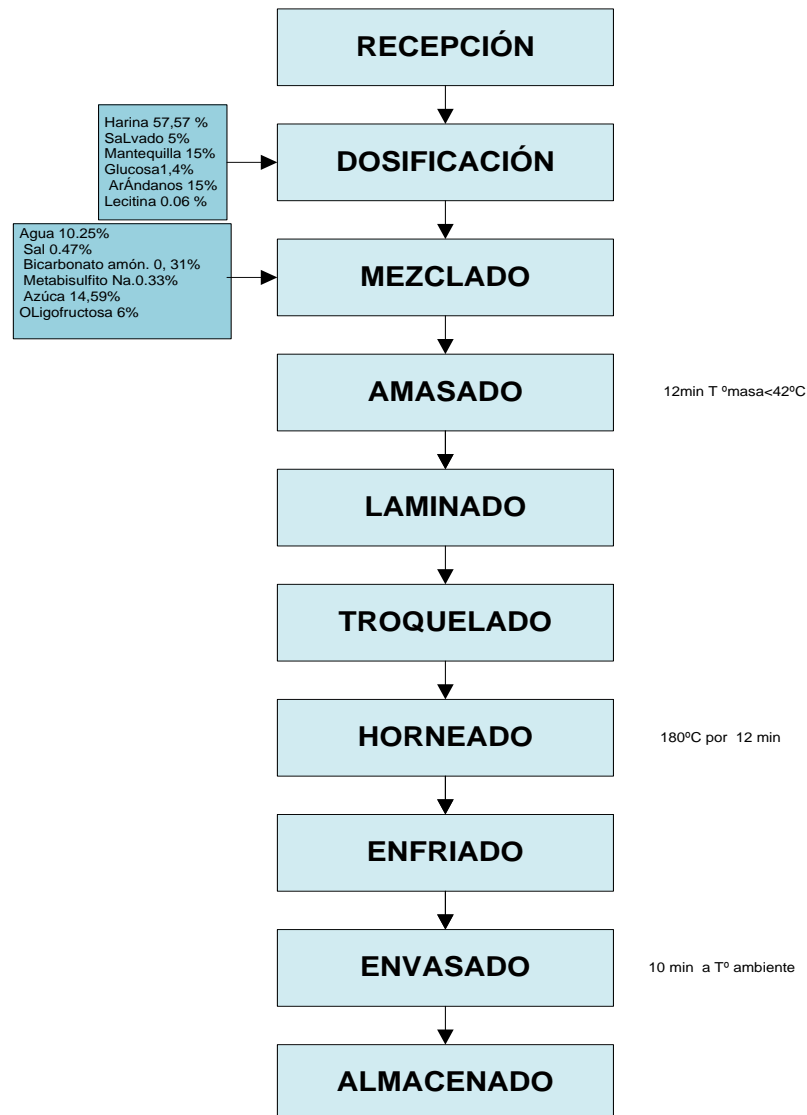 RECEPCIÓN
Harina 57,57 %
SaLvado 5%
Mantequilla 15%
Glucosa1,4%
ArÁndanos 15%
Lecitina 0.06 %
DOSIFICACIÓN
Agua 10.25%
Sal 0.47%
Bicarbonato amón. 0, 31%
Metabisulfito Na.0.33%
Azúca 14,59%
OLigofructosa 6%
MEZCLADO
AMASADO
12min T ºmasa<42ºC
LAMINADO
TROQUELADO
HORNEADO
180ºC por 12 min
ENFRIADO
ENVASADO
10 min a Tº ambiente
ALMACENADO